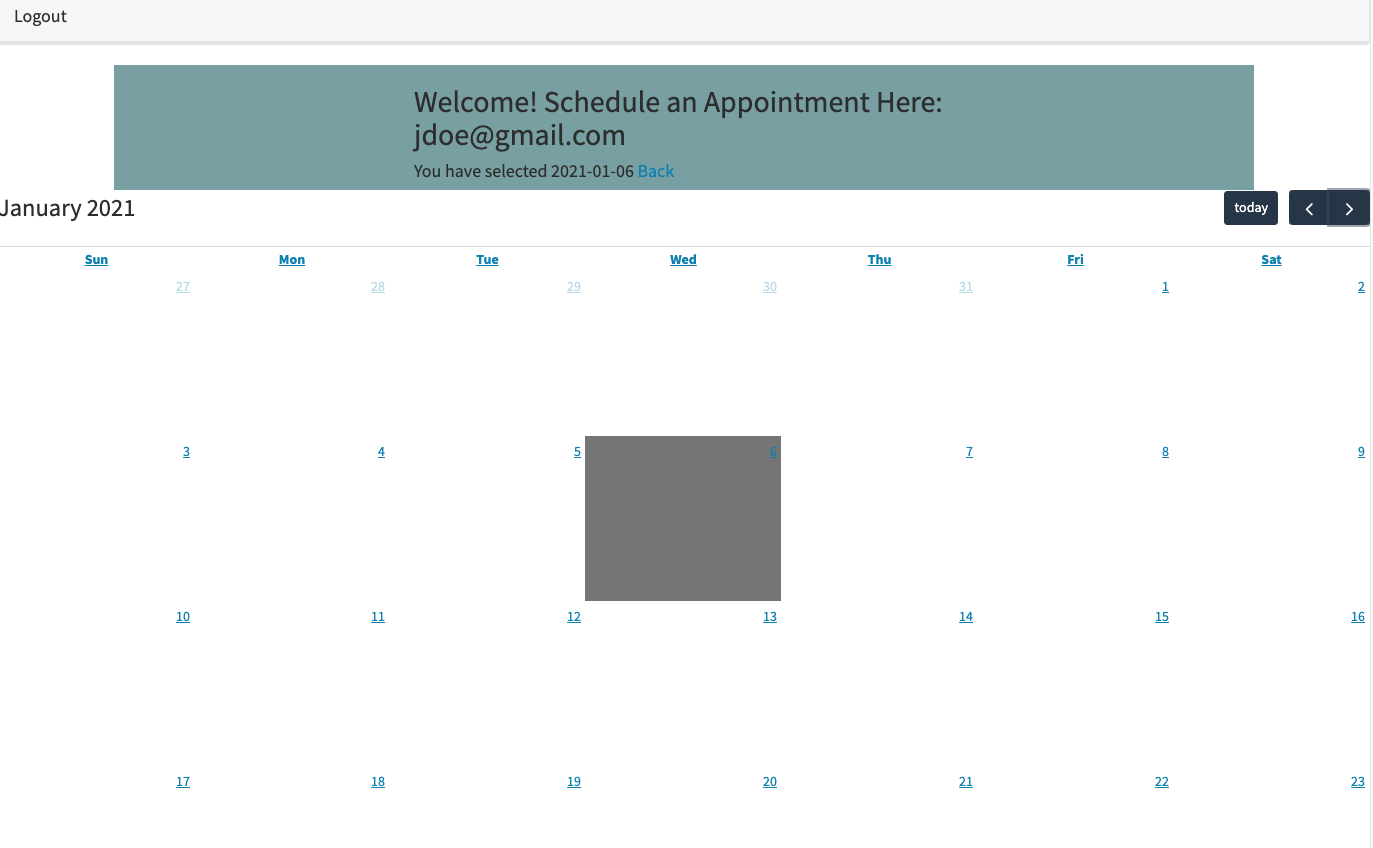 Logout
Welcome! Schedule an Appointment Here:
jdoe@gmail.com
You have selected 2021-01-06 Back
January 2021
today
Sun Mon Tue Wed Thu Fri Sat
27 28 29 30 31 1 2
3 4 5 6 7 8 9
10 11 12 13 14 15 16
17 18 19 20 21 22 23